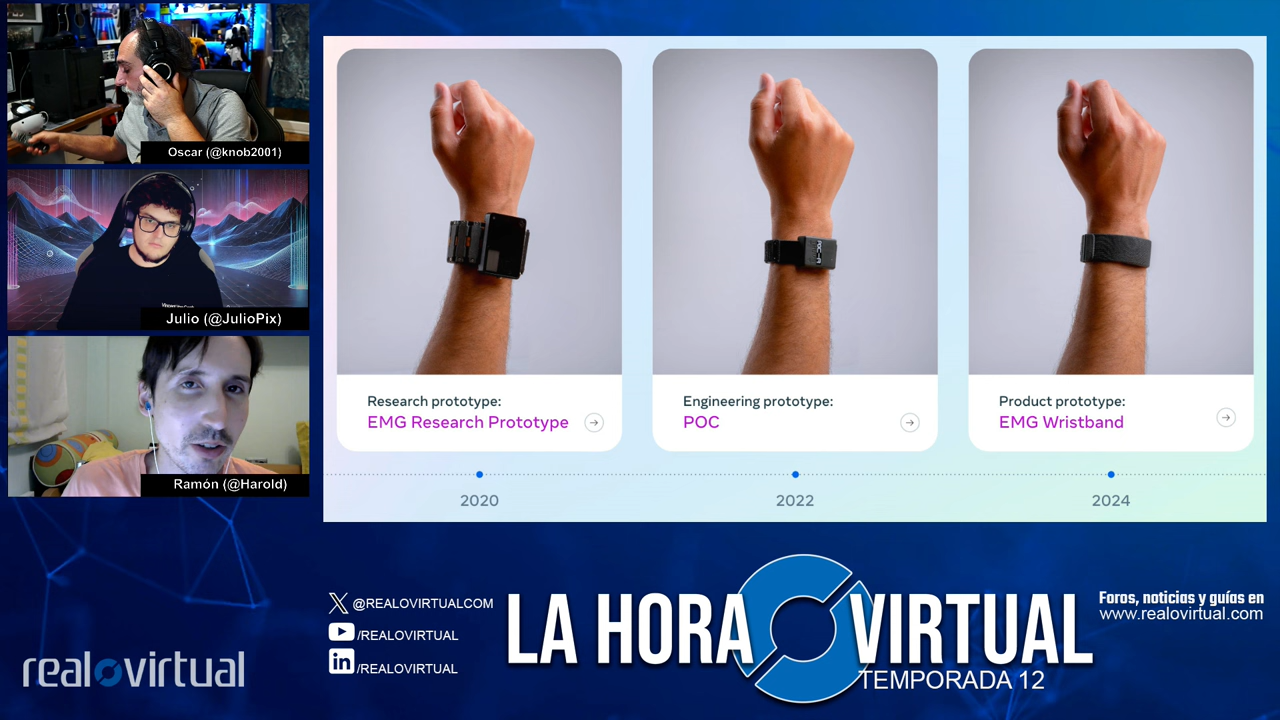 Oscar (@knob2001)
Julio (@JulioPix)
Ramón (@Harold)
Research prototype:
EMG Research Prototype
2020
Engineering prototype:
POC
2022
Product prototype:
EMG Wristband
2024
@REALOVIRTUALCOM
/REALOVIRTUAL
/REALOVIRTUAL
LA HORA VIRTUAL
TEMPORADA 12
Foros, noticias y guías en
www.realovirtual.com
realovirtual